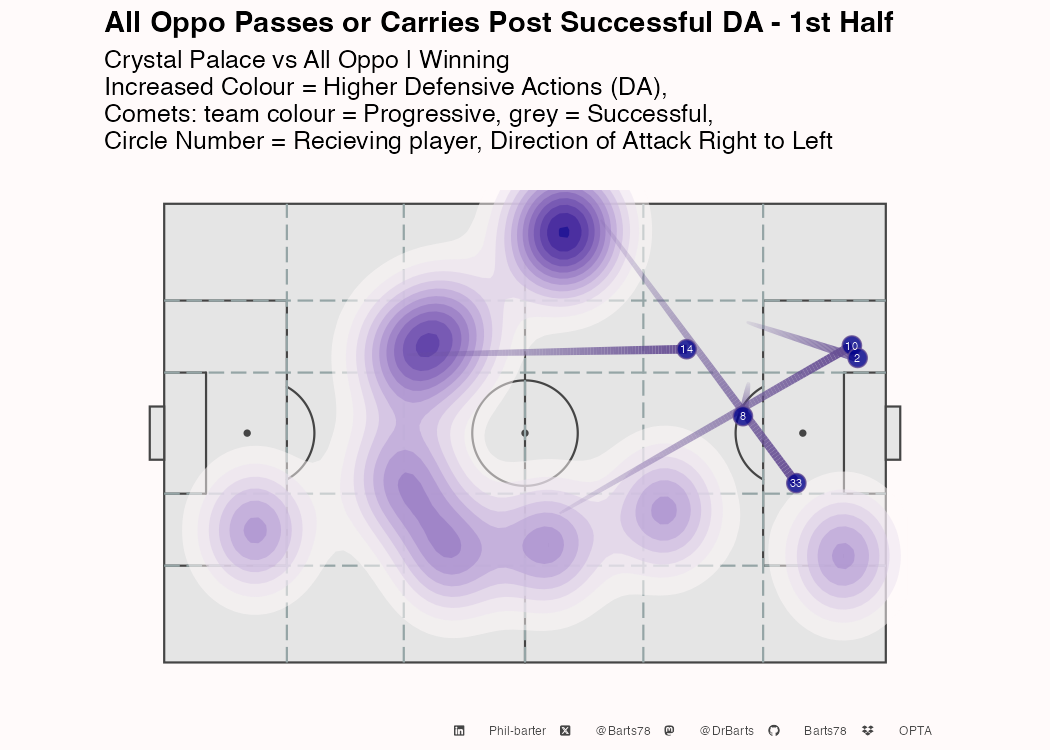 All Oppo Passes or Carries Post Successful DA - 1st Half
Crystal Palace vs All Oppo | Winning
Increased Colour = Higher Defensive Actions (DA),
Comets: team colour = Progressive, grey = Successful,
Circle Number = Recieving player, Direction of Attack Right to Left
14
10
2
8
33
Phil-barter @Barts78 @DrBarts Barts78 OPTA